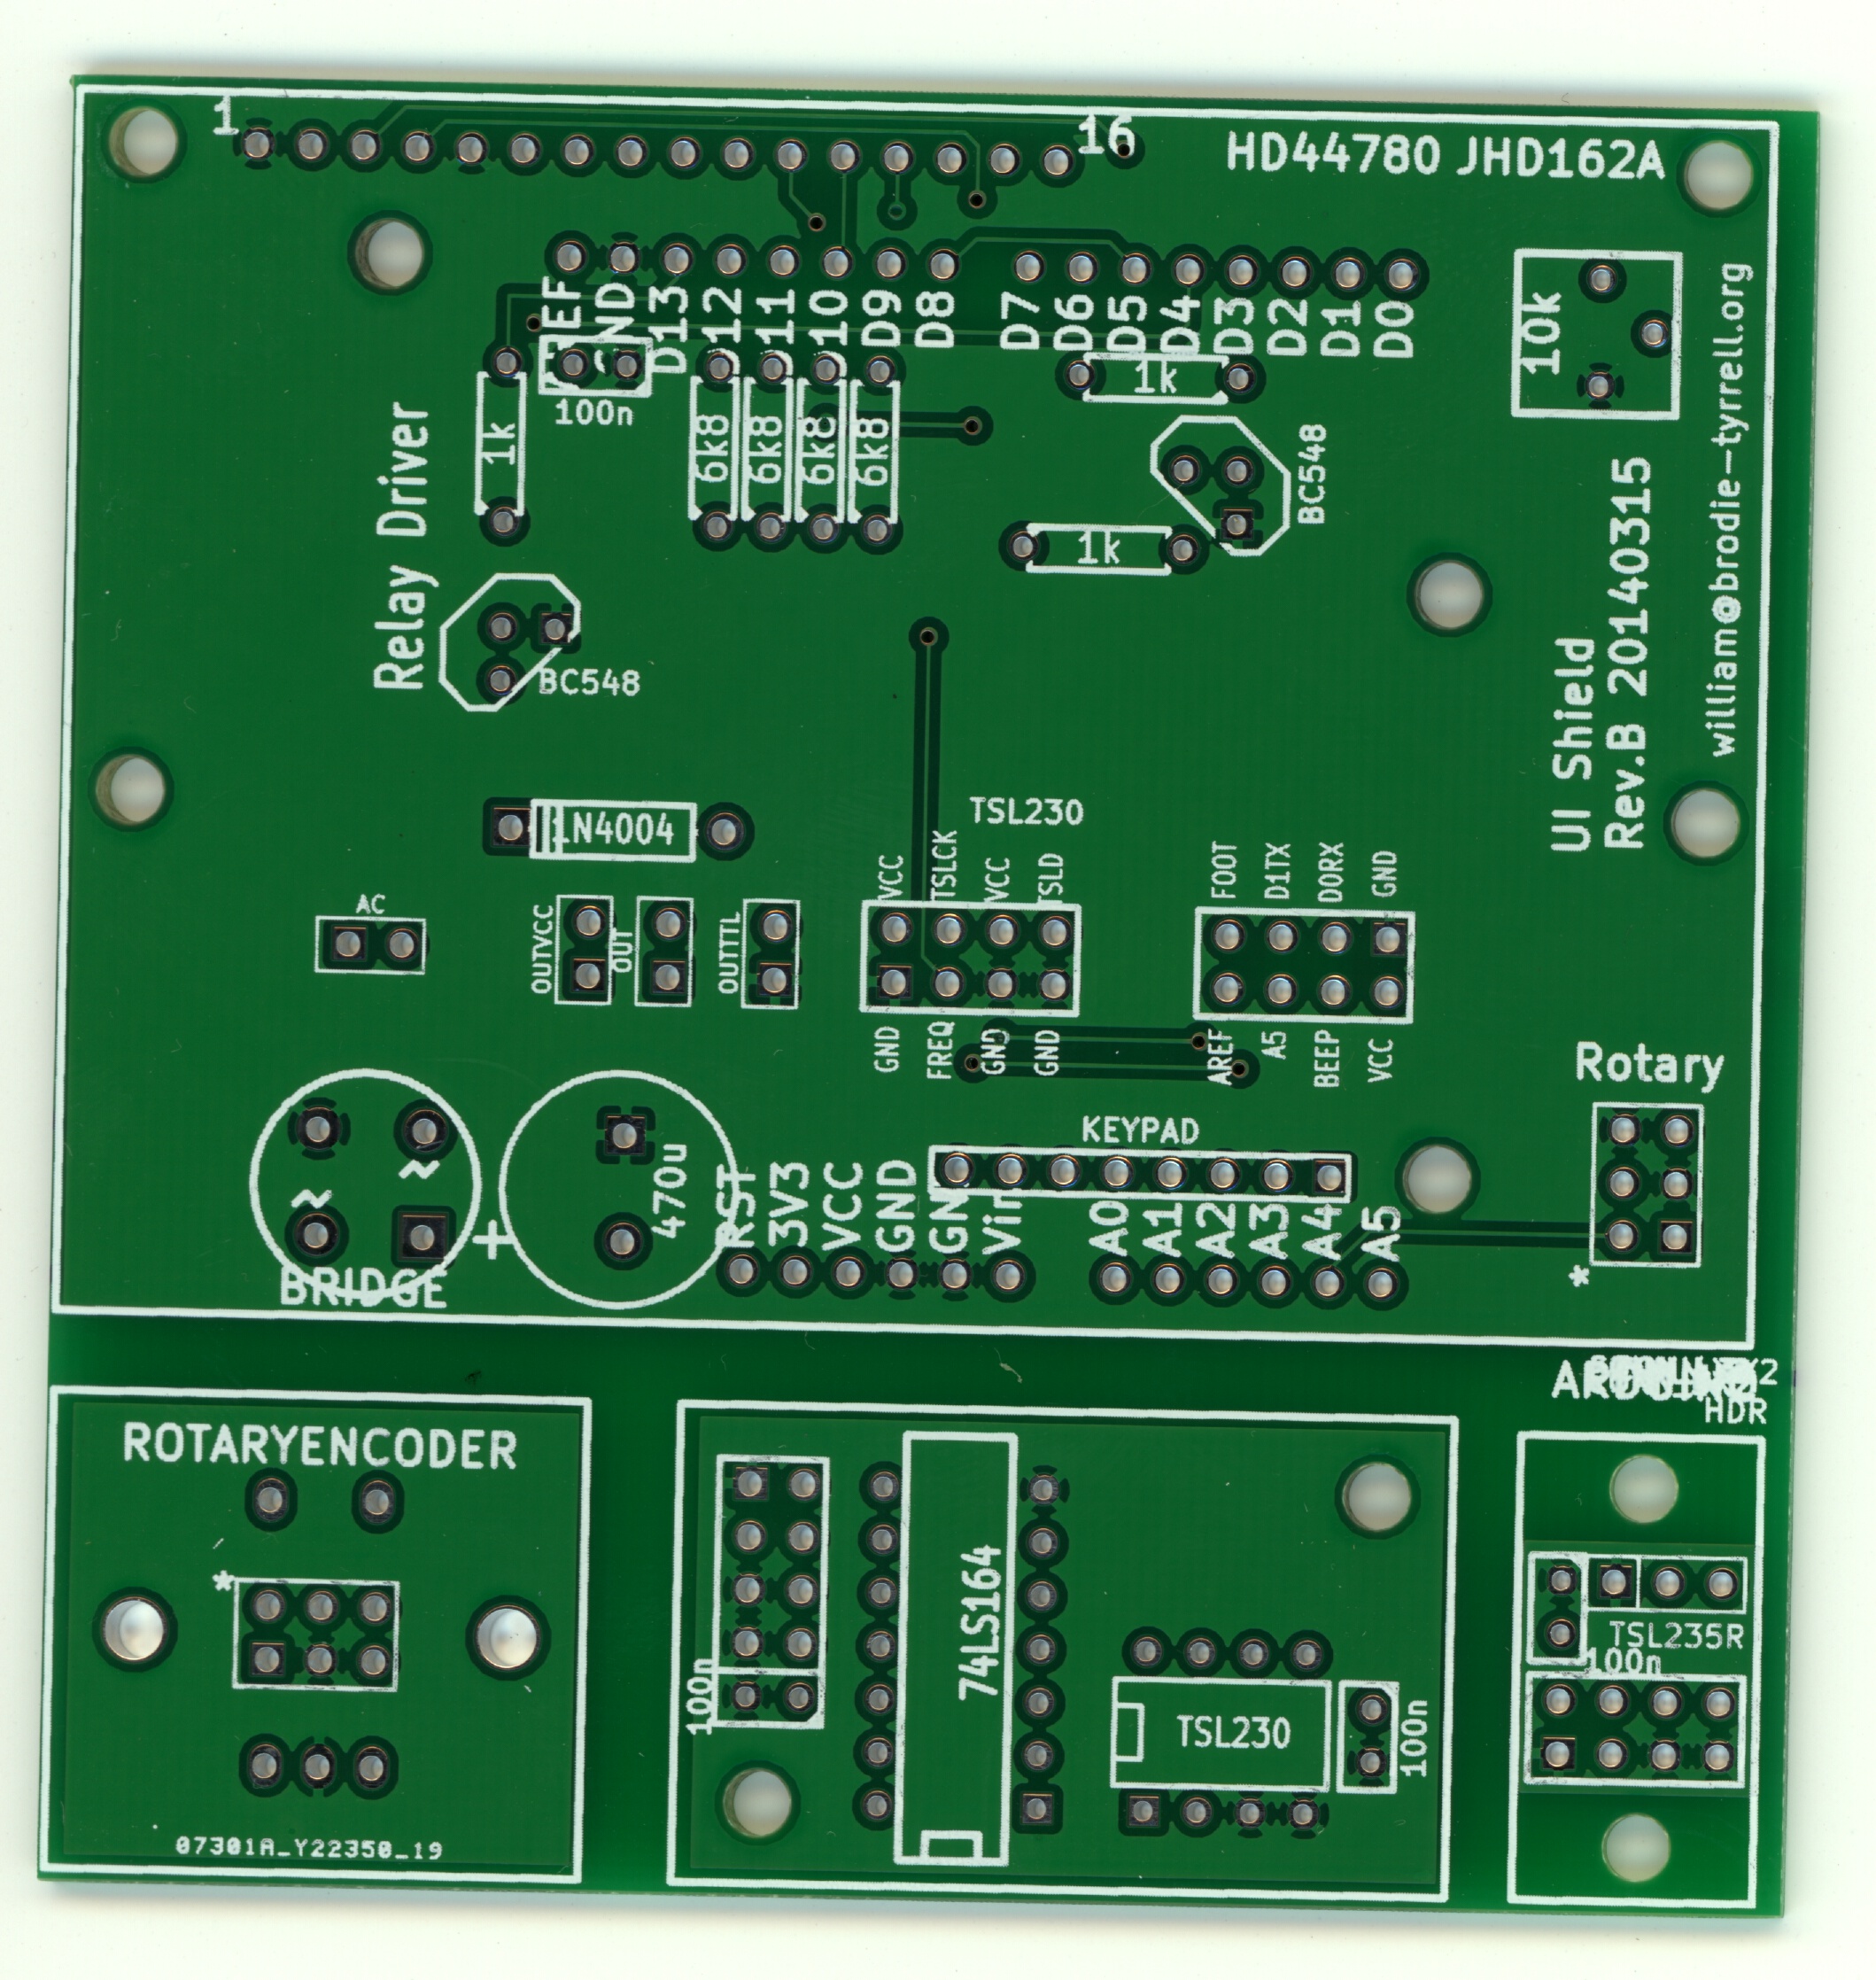 1
16
HD44780 JHD162A
GND
D13
D12
D11
D10
D9
D8
D7
D6
D5
D4
D3
D2
D1
D0
10k
william@brodie-tyrrell.org
100n
1k
6k8
6k8
6k8
6k8
1k
1k
BC548
Relay Driver
BC548
UI Shield
Rev.B 20140315
1N4004
TSL230
VCC
TSLCK
VCC
TSLD
FOOT
D1TX
D0RX
GND
AC
OUTVCC
OUT
OUTTTL
GND
FREQ
GND
GND
AREF
A5
BEEP
VCC
Rotary
*
KEYPAD
~
~
+
BRIDGE
470u
RST
3V3
VCC
GND
GND
Vin
A0
A1
A2
A3
A4
A5
ARDUINO
HDR
ROTARYENCODER
*
07301A_Y22350_19
100n
74LS164
TSL230
100n
TSL235R
100n